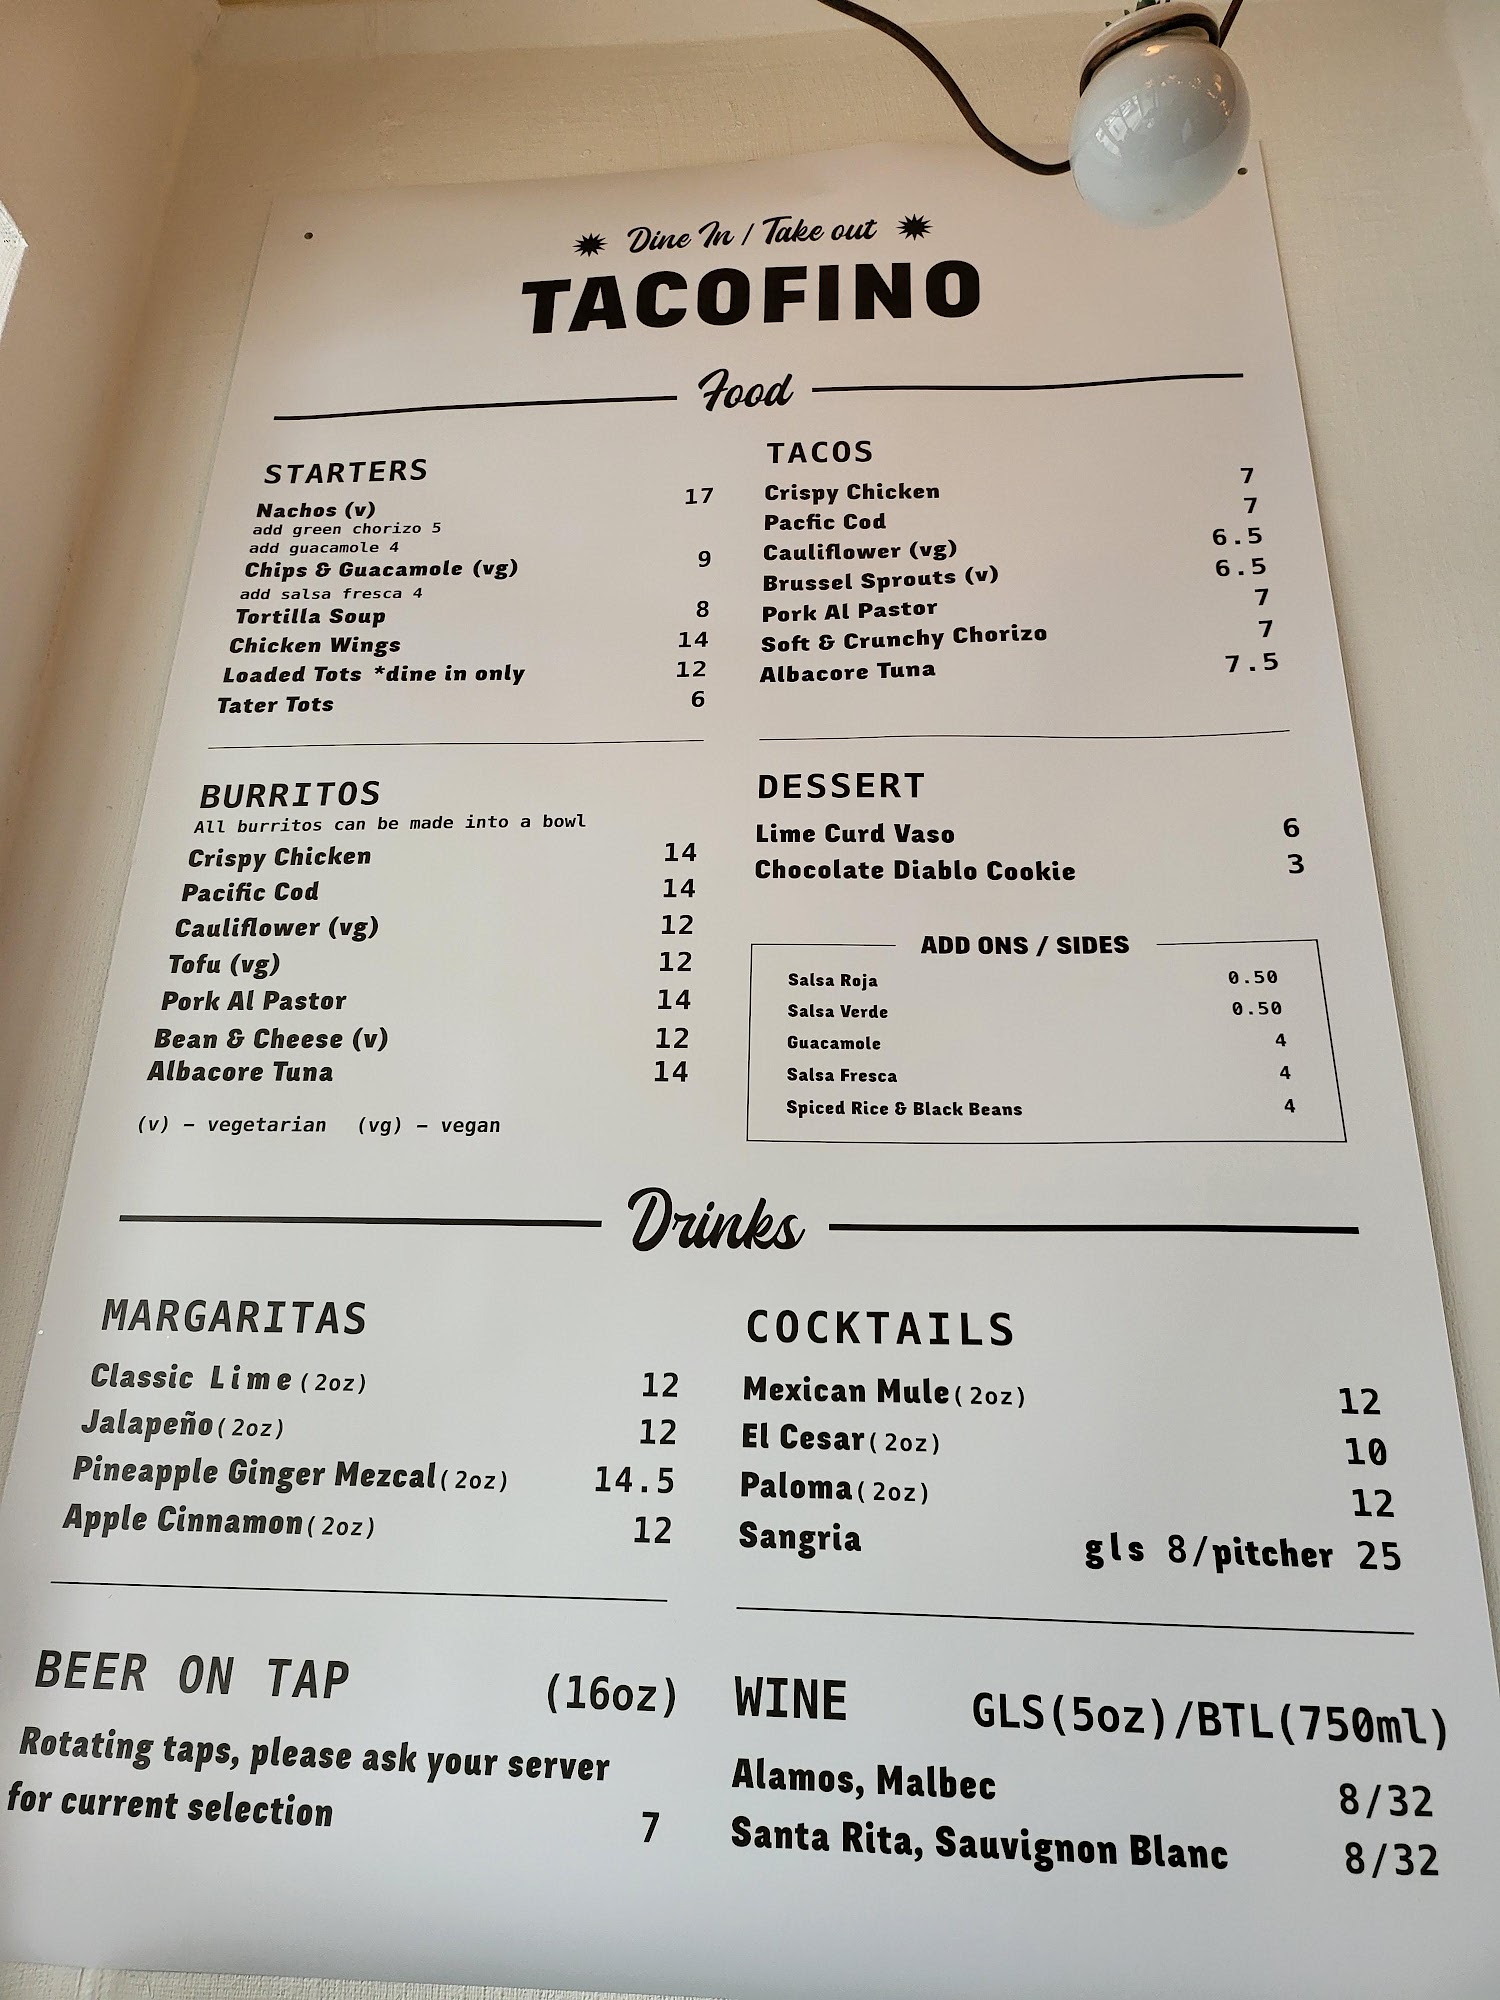 Dine In / Take out
TACOFINO
Food
STARTERS
Nachos (v) 17
add green chorizo 5
add guacamole 4
Chips & Guacamole (vg) 9
add salsa fresca 4
Tortilla Soup 8
Chicken Wings 14
Loaded Tots *dine in only 12
Tater Tots 6
TACOS
Crispy Chicken 7
Pacfic Cod 7
Cauliflower (vg) 6.5
Brussel Sprouts (v) 6.5
Pork Al Pastor 7
Soft & Crunchy Chorizo 7
Albacore Tuna 7.5
BURRITOS
All burritos can be made into a bowl
Crispy Chicken 14
Pacific Cod 14
Cauliflower (vg) 12
Tofu (vg) 12
Pork Al Pastor 14
Bean & Cheese (v) 12
Albacore Tuna 14
(v) - vegetarian (vg) - vegan
DESSERT
Lime Curd Vaso 6
Chocolate Diablo Cookie 3
ADD ONS / SIDES
Salsa Roja 0.50
Salsa Verde 0.50
Guacamole 4
Salsa Fresca 4
Spiced Rice & Black Beans 4
Drinks
MARGARITAS
Classic Lime (2oz) 12
Jalapeño (2oz) 12
Pineapple Ginger Mezcal (2oz) 14.5
Apple Cinnamon (2oz) 12
COCKTAILS
Mexican Mule (2oz) 12
El Cesar (2oz) 10
Paloma (2oz) 12
Sangria gls 8/pitcher 25
BEER ON TAP (16oz)
Rotating taps, please ask your server
for current selection 7
WINE GLS(5oz)/BTL(750ml)
Alamos, Malbec 8/32
Santa Rita, Sauvignon Blanc 8/32